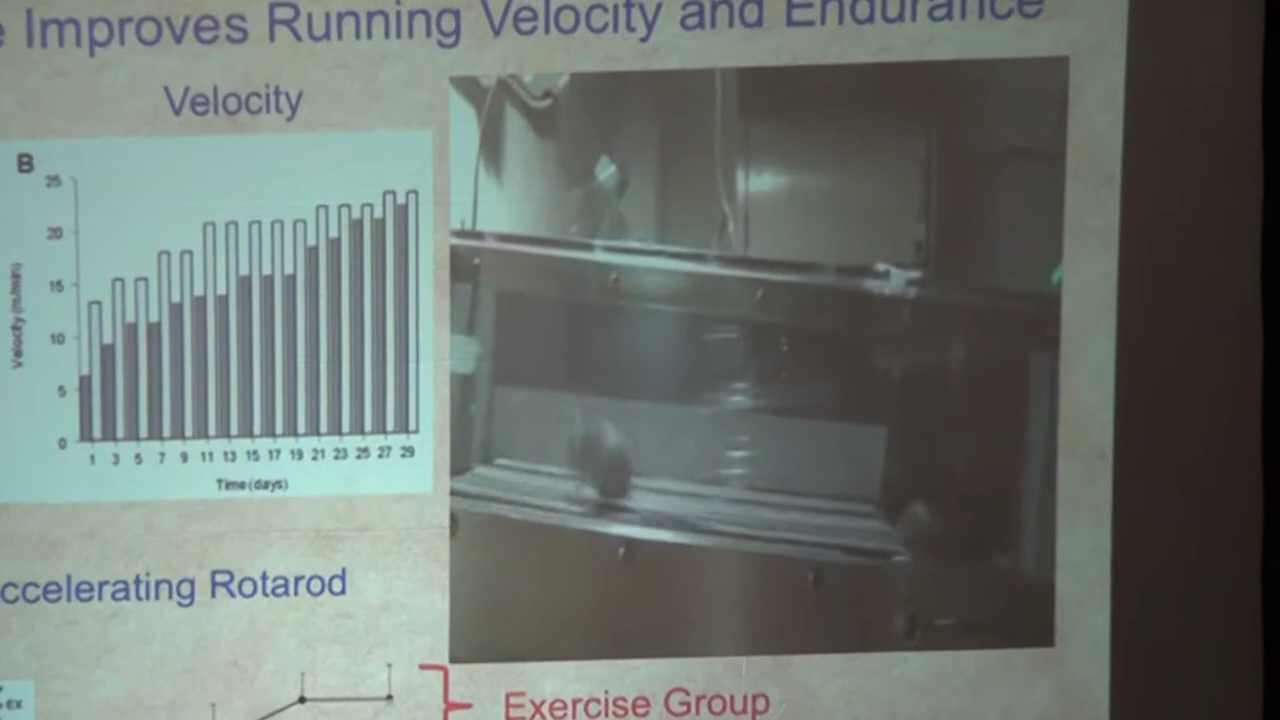 e Improves Running Velocity and Endurance
Velocity
B
25
20
15
10
5
0
Velocity (m/min)
1 3 5 7 9 11 13 15 17 19 21 23 25 27 29
Time (days)
ccelerating Rotarod
EX
Exercise Group